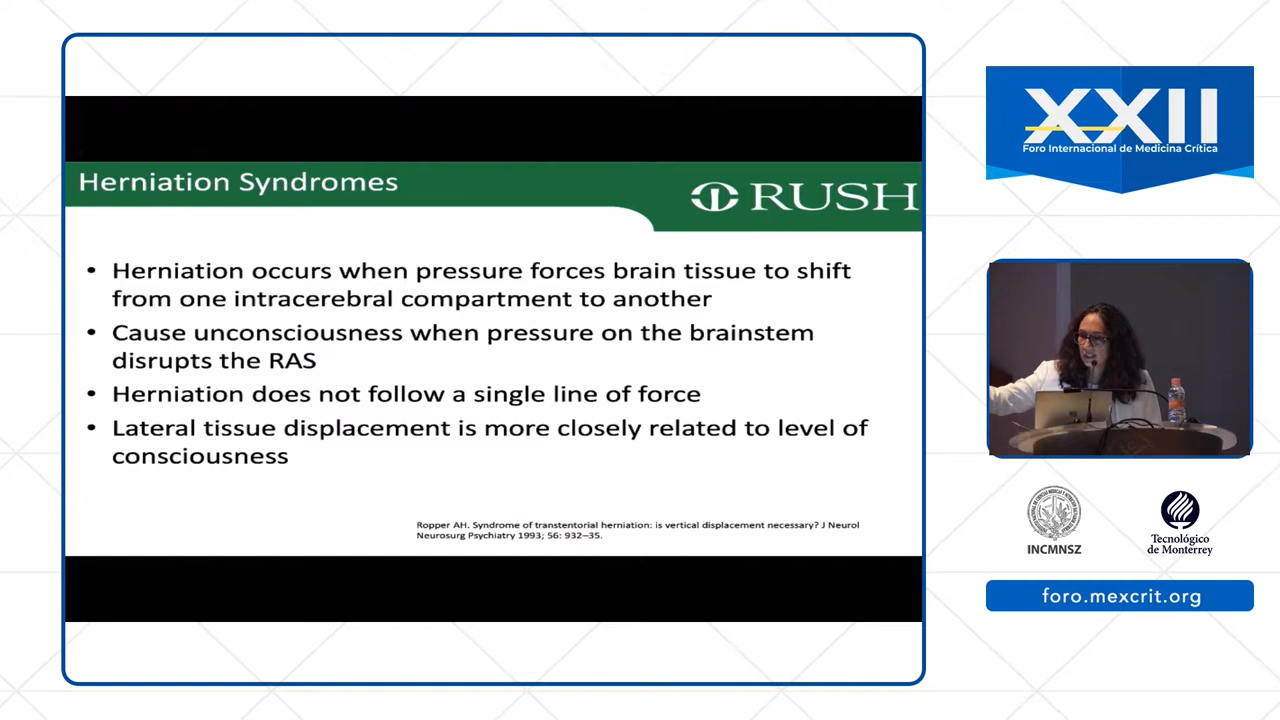 Herniation Syndromes
RUSH
• Herniation occurs when pressure forces brain tissue to shift
from one intracerebral compartment to another
• Cause unconsciousness when pressure on the brainstem
disrupts the RAS
• Herniation does not follow a single line of force
• Lateral tissue displacement is more closely related to level of
consciousness
Ropper AH. Syndrome of transtentorial herniation: is vertical displacement necessary? J Neurol
Neurosurg Psychiatry 1993; 56: 932–35.
XXII
Foro Internacional de Medicina Crítica
INCMNSZ
Tecnológico
de Monterrey
foro.mexcrit.org